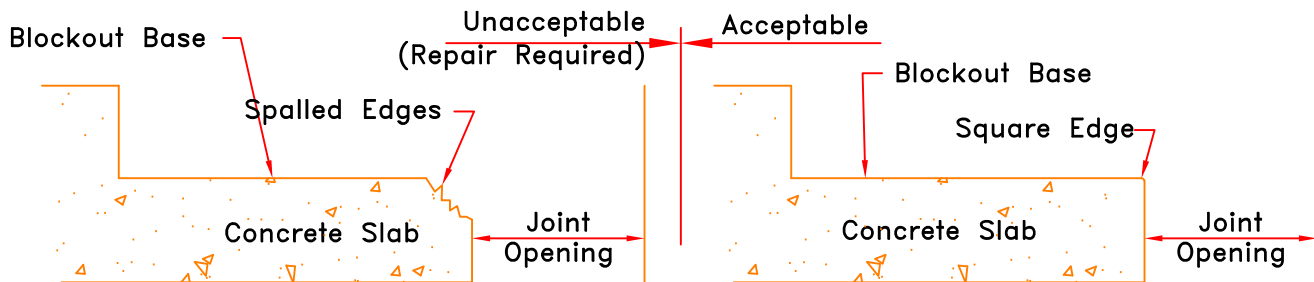 Blockout Base
Unacceptable
(Repair Required)
Spalled Edges
Concrete Slab
Joint
Opening
Acceptable
Blockout Base
Square Edge
Concrete Slab
Joint
Opening